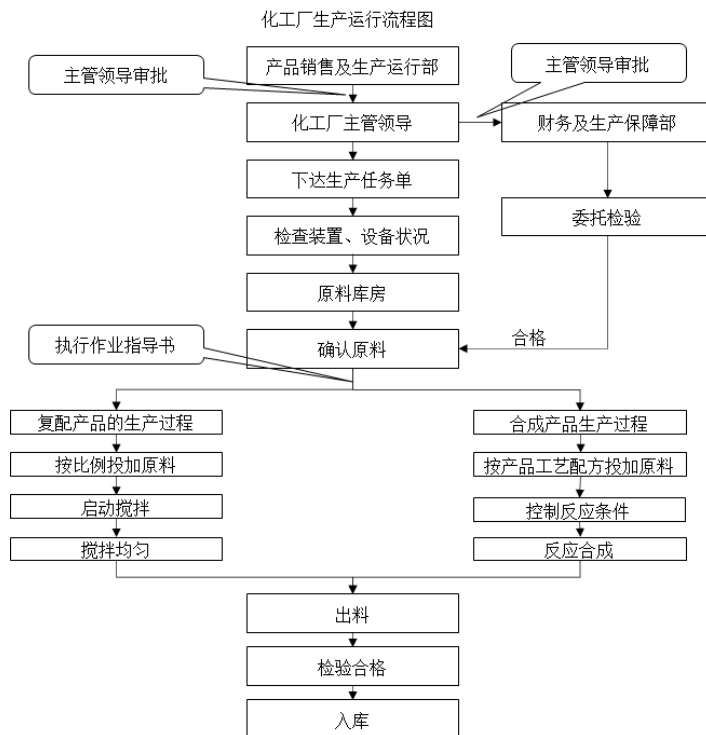 化工厂生产运行流程图
产品销售及生产运行部
主管领导审批
主管领导审批
化工厂主管领导
财务及生产保障部
下达生产任务单
委托检验
检查装置、设备状况
原料库房
执行作业指导书
确认原料
合格
复配产品的生产过程
合成产品生产过程
按比例投加原料
按产品工艺配方投加原料
启动搅拌
控制反应条件
搅拌均匀
反应合成
出料
检验合格
入库